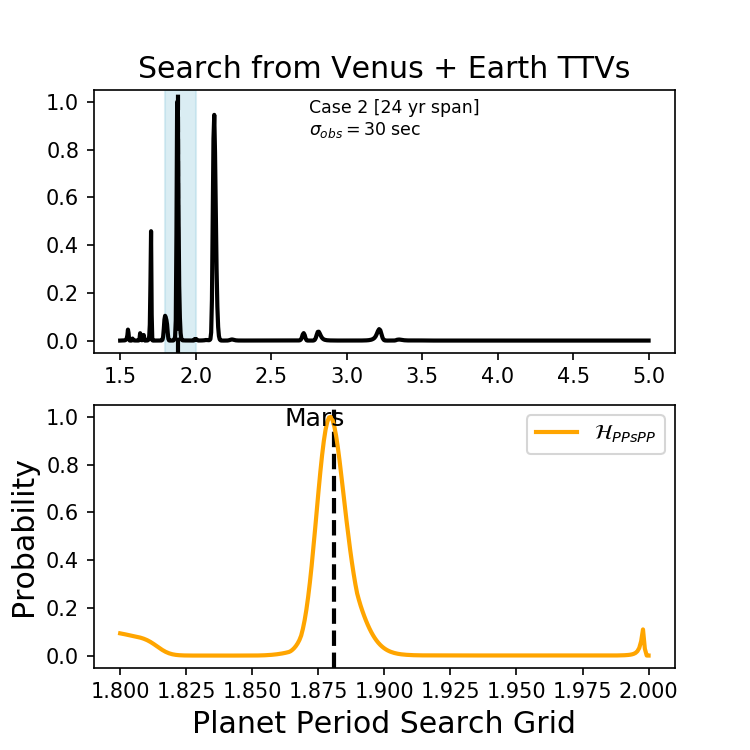 Search from Venus + Earth TTVs
Case 2 [24 yr span]
σ_obs = 30 sec
1.0
0.8
0.6
0.4
0.2
0.0
1.5 2.0 2.5 3.0 3.5 4.0 4.5 5.0
Mars
ℋ_PPsPP
Probability
1.0
0.8
0.6
0.4
0.2
0.0
1.800 1.825 1.850 1.875 1.900 1.925 1.950 1.975 2.000
Planet Period Search Grid